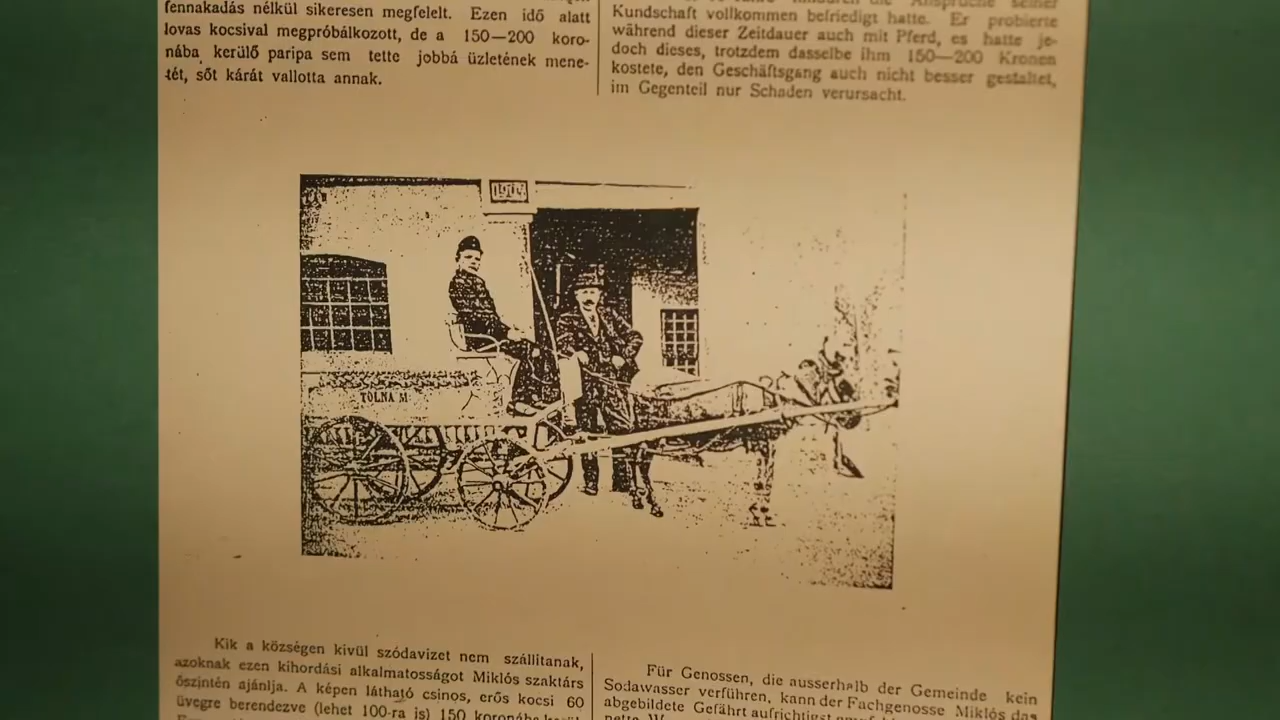 fennakadás nélkül sikeresen megfelelt. Ezen idő alatt
lovas kocsival megpróbálkozott, de a 150—200 koro-
nába kerülő paripa sem tette jobbá üzletének mene-
tét, sőt kárát vallotta annak.
Ansprüche seiner
Kundschaft vollkommen befriedigt hatte. Er probierte
während dieser Zeitdauer auch mit Pferd, es hatte je-
doch dieses, trotzdem dasselbe ihm 150—200 Kronen
kostete, den Geschäftsgang auch nicht besser gestaltet,
im Gegenteil nur Schaden verursacht.
TOLNA M
Kik a községen kivül szódavizet nem szállitanak,
azoknak ezen kihordási alkalmatosságot Miklós szaktárs
őszintén ajánlja. A képen látható csinos, erős kocsi 60
üvegre berendezve (lehet 100-ra is) 150 koronába
Für Genossen, die ausserhalb der Gemeinde kein
Sodawasser verführen, kann der Fachgenosse Miklós das
abgebildete Gefährt aufrichtigst